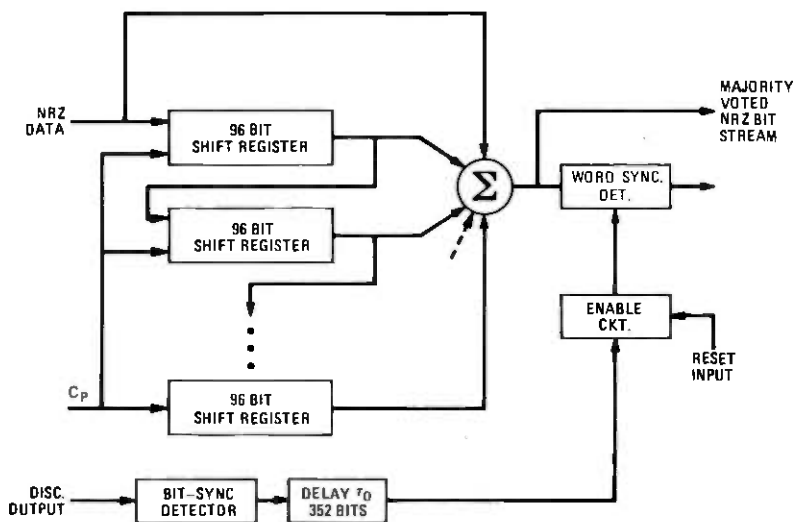 NRZ
DATA
96 BIT
SHIFT REGISTER
96 BIT
SHIFT REGISTER
96 BIT
SHIFT REGISTER
CP
Σ
MAJORITY
VOTED
NRZ BIT
STREAM
WORD SYNC.
DET.
ENABLE
CKT.
RESET
INPUT
DISC.
OUTPUT
BIT-SYNC
DETECTOR
DELAY τD
352 BITS